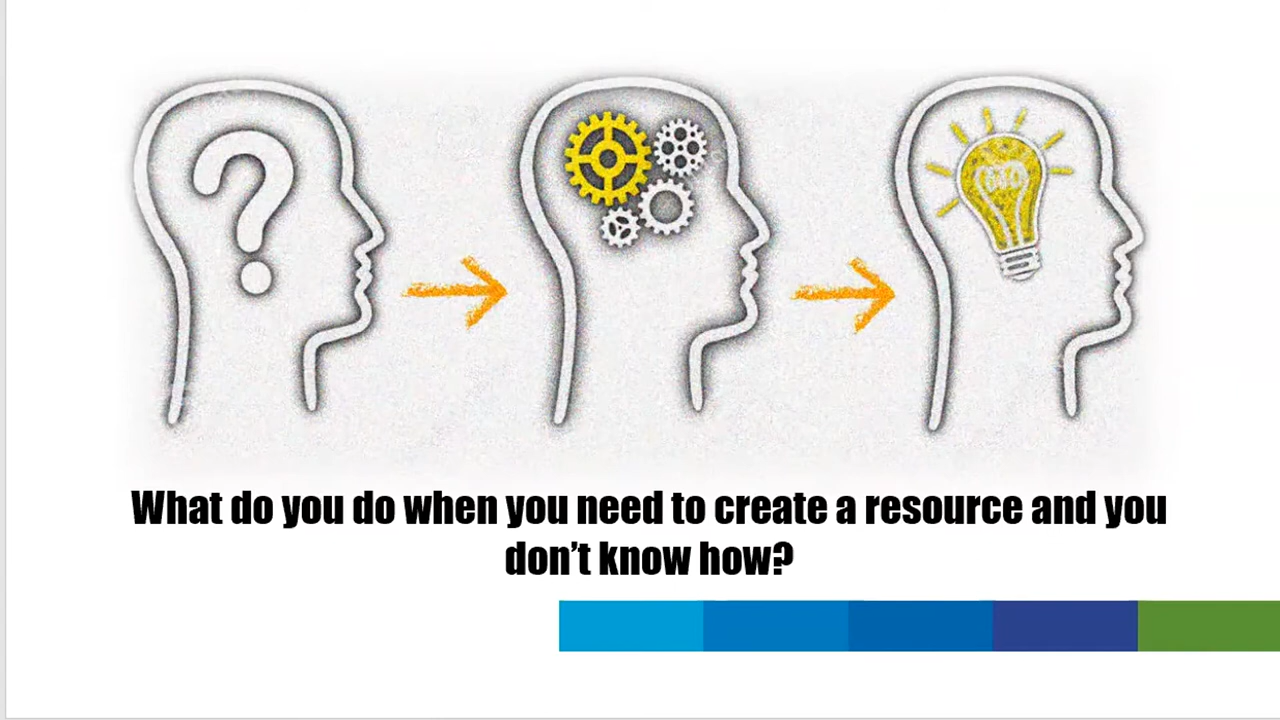 What do you do when you need to create a resource and you
don’t know how?